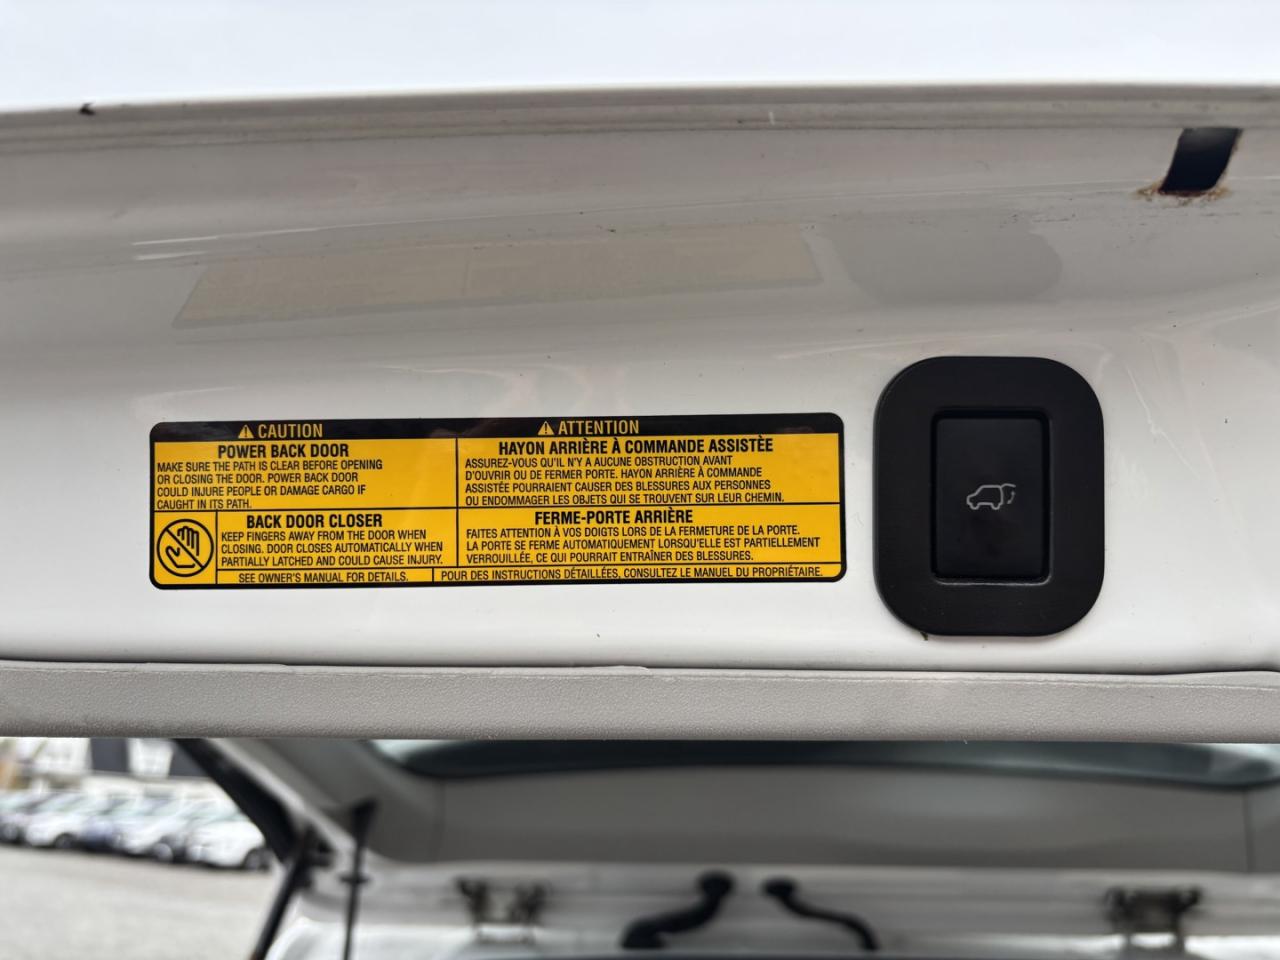 CAUTION
POWER BACK DOOR
MAKE SURE THE PATH IS CLEAR BEFORE OPENING
OR CLOSING THE DOOR. POWER BACK DOOR
COULD INJURE PEOPLE OR DAMAGE CARGO IF
CAUGHT IN ITS PATH.
BACK DOOR CLOSER
KEEP FINGERS AWAY FROM THE DOOR WHEN
CLOSING. DOOR CLOSES AUTOMATICALLY WHEN
PARTIALLY LATCHED AND COULD CAUSE INJURY.
SEE OWNER'S MANUAL FOR DETAILS.
ATTENTION
HAYON ARRIÈRE À COMMANDE ASSISTÈE
ASSUREZ-VOUS QU'IL N'Y A AUCUNE OBSTRUCTION AVANT
D'OUVRIR OU DE FERMER PORTE. HAYON ARRIÈRE À COMMANDE
ASSISTÉE POURRAIENT CAUSER DES BLESSURES AUX PERSONNES
OU ENDOMMAGER LES OBJETS QUI SE TROUVENT SUR LEUR CHEMIN.
FERME-PORTE ARRIÈRE
FAITES ATTENTION À VOS DOIGTS LORS DE LA FERMETURE DE LA PORTE.
LA PORTE SE FERME AUTOMATIQUEMENT LORSQU'ELLE EST PARTIELLEMENT
VERROUILLÉE, CE QUI POURRAIT ENTRAÎNER DES BLESSURES.
POUR DES INSTRUCTIONS DÉTAILLÉES, CONSULTEZ LE MANUEL DU PROPRIÉTAIRE.